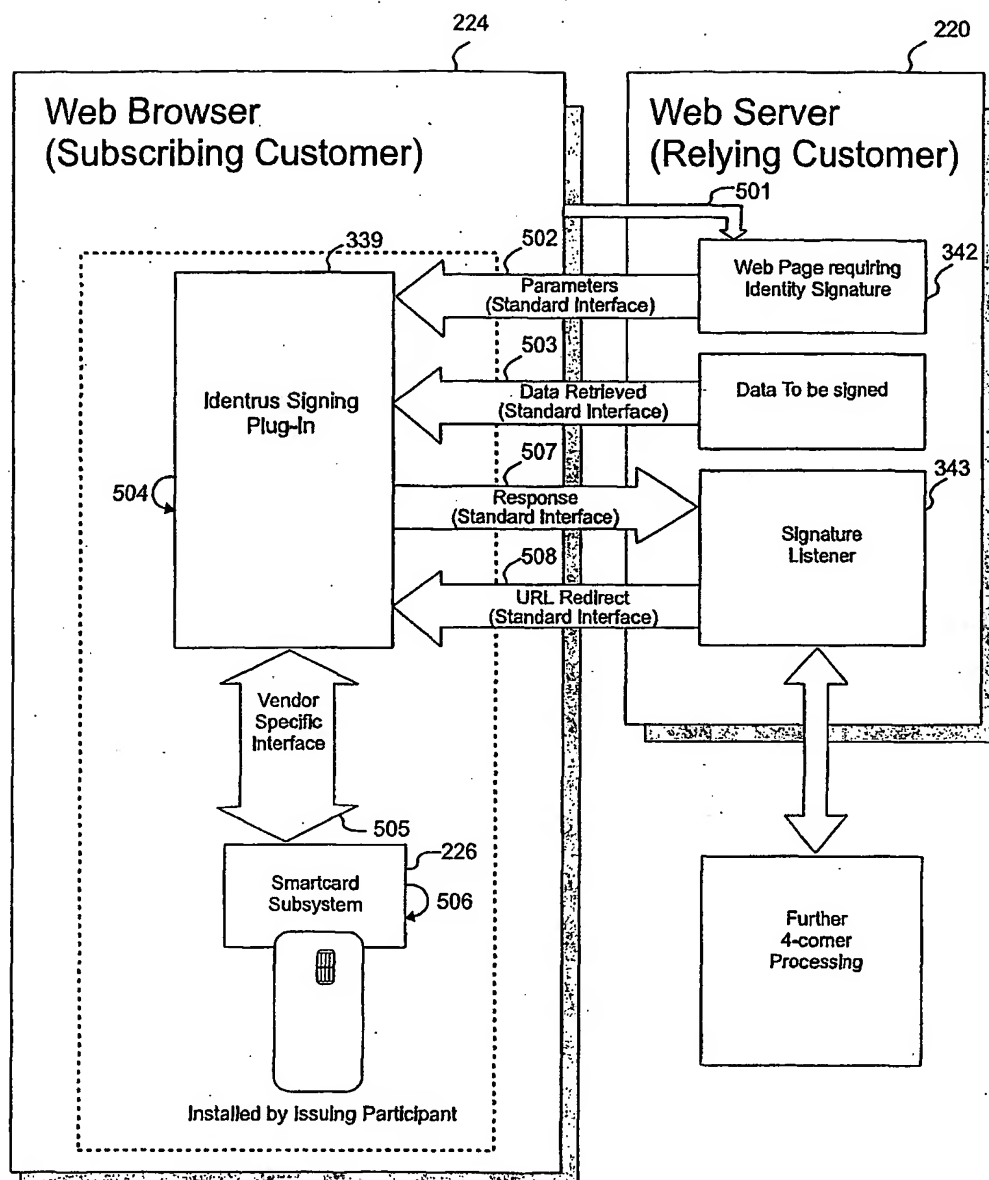 224
220
Web Browser
(Subscribing Customer)
Web Server
(Relying Customer)
501
339
502
Parameters
(Standard Interface)
Web Page requiring
Identity Signature
342
503
Data Retrieved
(Standard Interface)
Data To be signed
Identrus Signing
Plug-In
504
507
Response
(Standard Interface)
343
Signature
Listener
508
URL Redirect
(Standard Interface)
Vendor
Specific
Interface
505
226
Smartcard
Subsystem
506
Further
4-corner
Processing
Installed by Issuing Participant